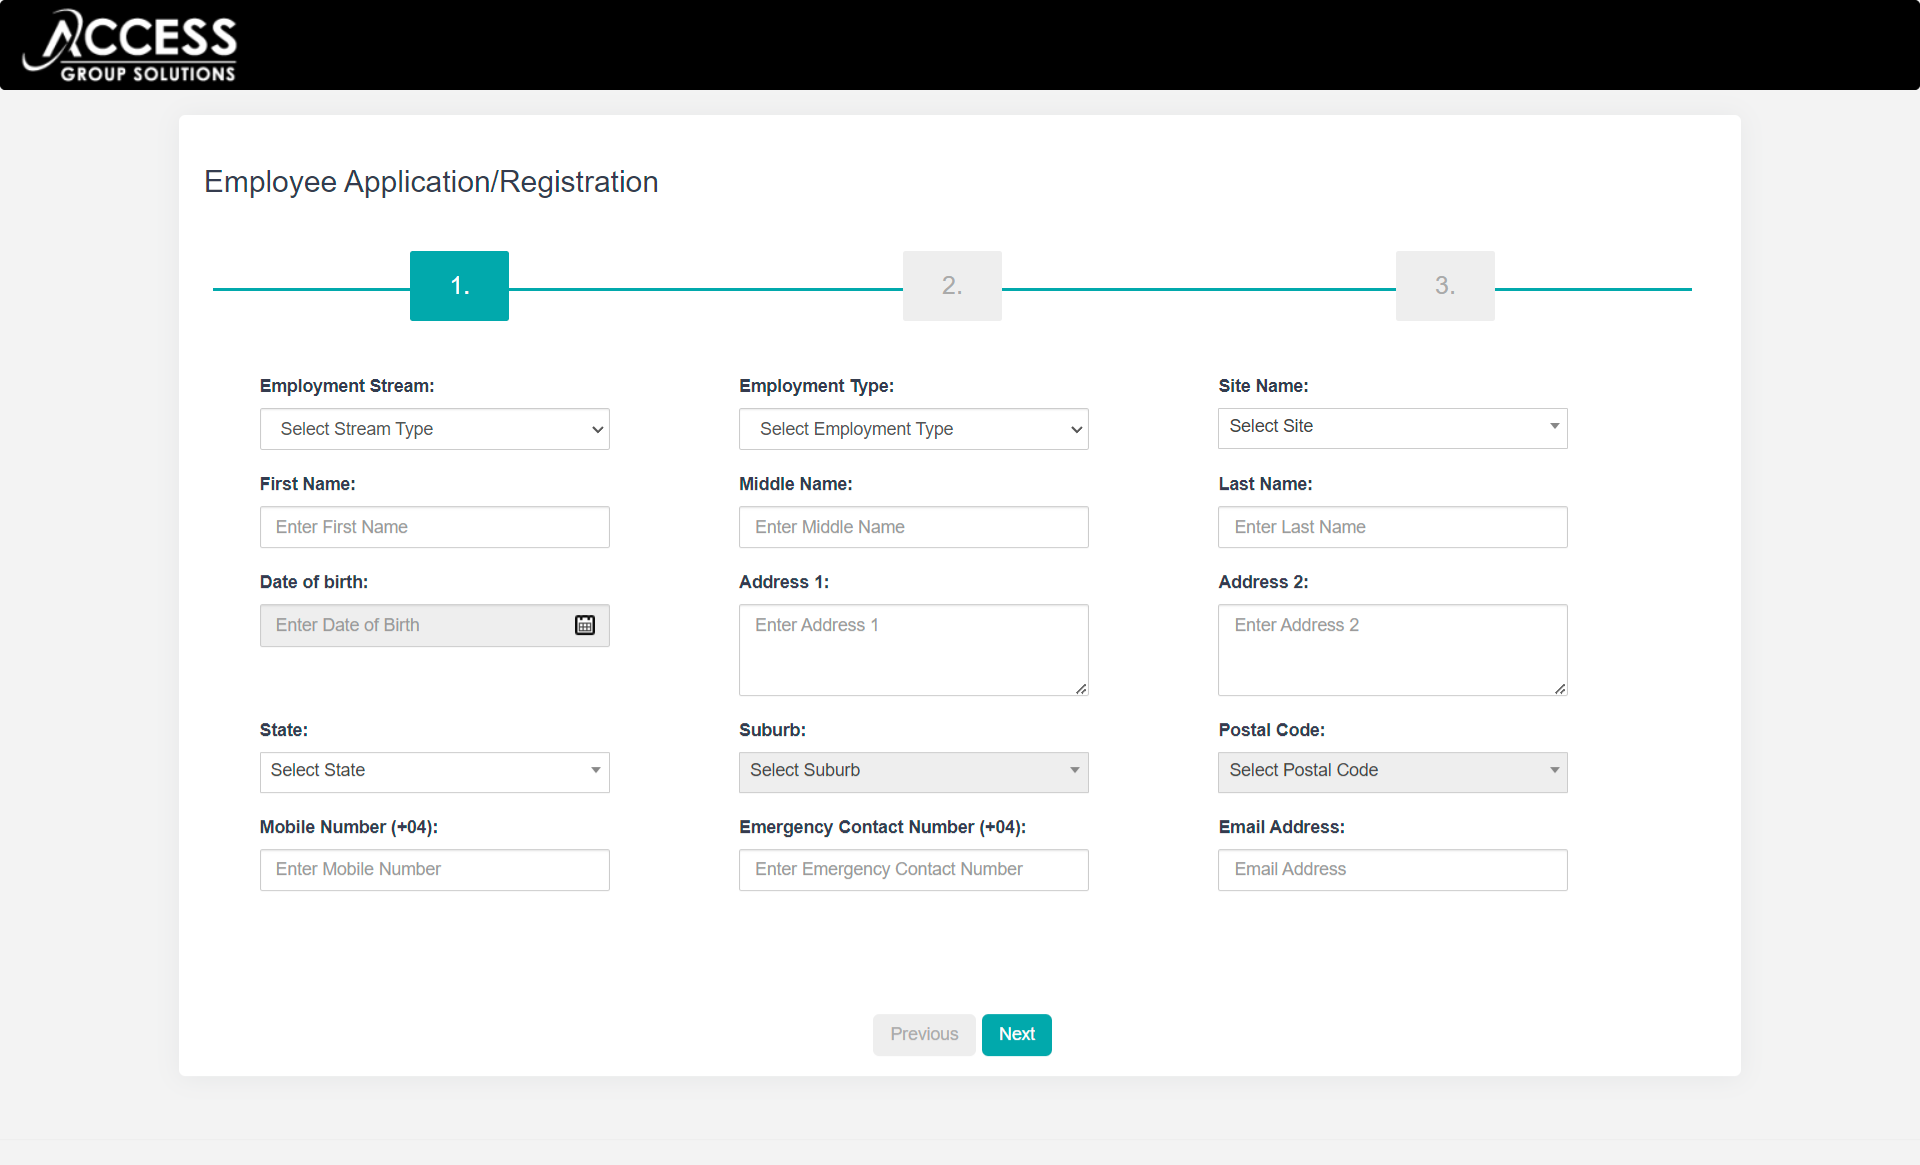 ACCESS
GROUP SOLUTIONS
Employee Application/Registration
1. 2. 3.
Employment Stream: Employment Type: Site Name:
Select Stream Type Select Employment Type Select Site
First Name: Middle Name: Last Name:
Enter First Name Enter Middle Name Enter Last Name
Date of birth: Address 1: Address 2:
Enter Date of Birth Enter Address 1 Enter Address 2
State: Suburb: Postal Code:
Select State Select Suburb Select Postal Code
Mobile Number (+04): Emergency Contact Number (+04): Email Address:
Enter Mobile Number Enter Emergency Contact Number Email Address
Previous Next